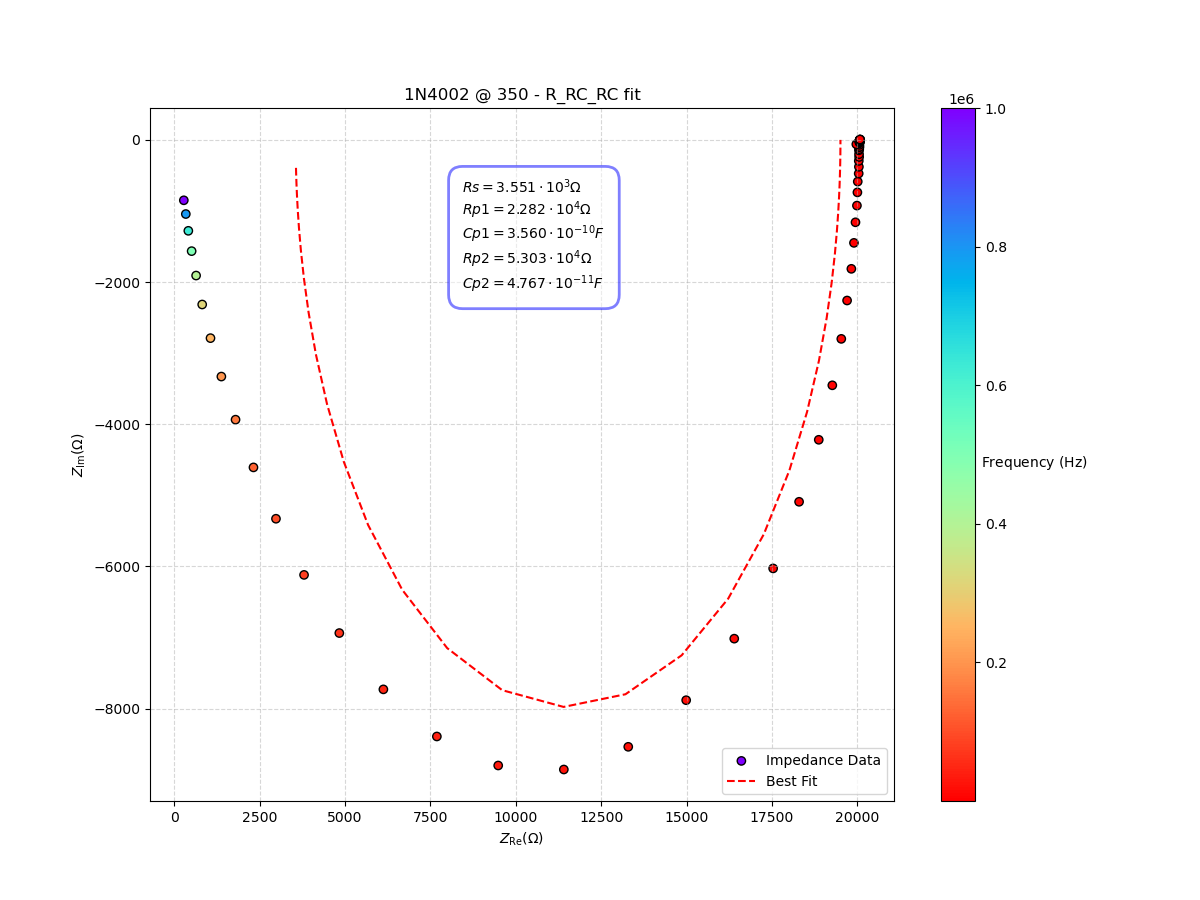 1N4002 @ 350 - R_RC_RC fit
1e6
1.0
0.8
0.6
Frequency (Hz)
0.4
0.2
0
−2000
−4000
−6000
−8000
Z_Im(Ω)
Rs = 3.551 · 10³Ω
Rp1 = 2.282 · 10⁴Ω
Cp1 = 3.560 · 10⁻¹⁰F
Rp2 = 5.303 · 10⁴Ω
Cp2 = 4.767 · 10⁻¹¹F
Impedance Data
Best Fit
0 2500 5000 7500 10000 12500 15000 17500 20000
Z_Re(Ω)